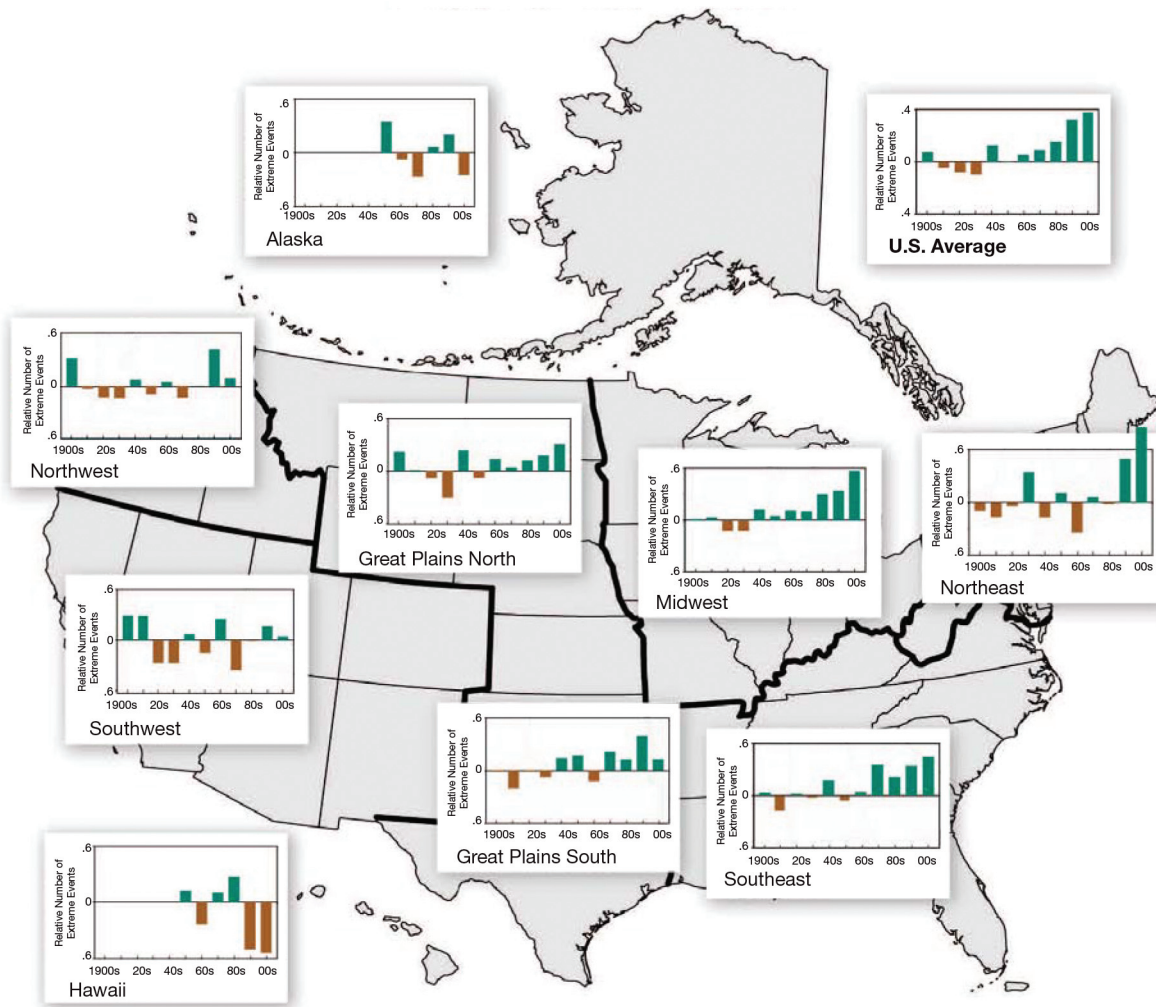 Relative Number of
Extreme Events
.6
0
.6
1900s 20s 40s 60s 80s 00s
Alaska
Relative Number of
Extreme Events
.4
0
.4
1900s 20s 40s 60s 80s 00s
U.S. Average
Relative Number of
Extreme Events
.6
0
.6
1900s 20s 40s 60s 80s 00s
Northwest
Relative Number of
Extreme Events
.6
0
.6
1900s 20s 40s 60s 80s 00s
Great Plains North
Relative Number of
Extreme Events
.6
0
.6
1900s 20s 40s 60s 80s 00s
Midwest
Relative Number of
Extreme Events
.6
0
.6
1900s 20s 40s 60s 80s 00s
Northeast
Relative Number of
Extreme Events
.6
0
.6
1900s 20s 40s 60s 80s 00s
Southwest
Relative Number of
Extreme Events
.6
0
.6
1900s 20s 40s 60s 80s 00s
Great Plains South
Relative Number of
Extreme Events
.6
0
.6
1900s 20s 40s 60s 80s 00s
Southeast
Relative Number of
Extreme Events
.6
0
.6
1900s 20s 40s 60s 80s 00s
Hawaii